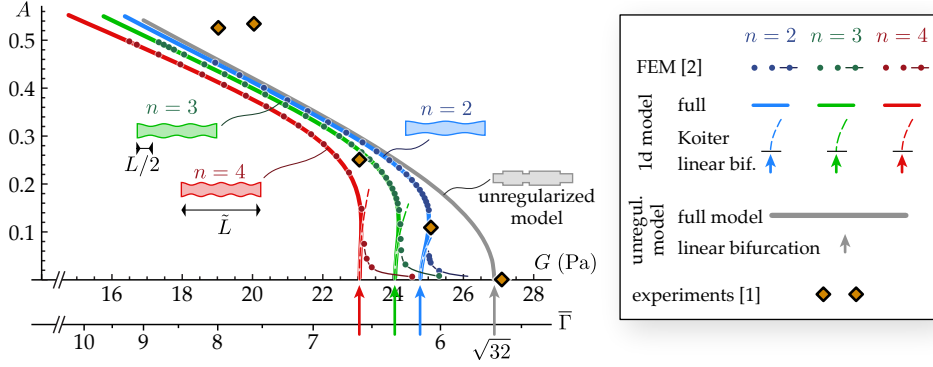 A
0.5
0.4
0.3
0.2
0.1
n = 3
L/2
n = 4
L̃
n = 2
unregularized
model
G (Pa)
16 18 20 22 24 26 28
Γ̅
10 9 8 7 6
√32
n = 2 n = 3 n = 4
FEM [2]
1d model
full
Koiter
linear bif.
unregul.
model
full model
linear bifurcation
experiments [1]